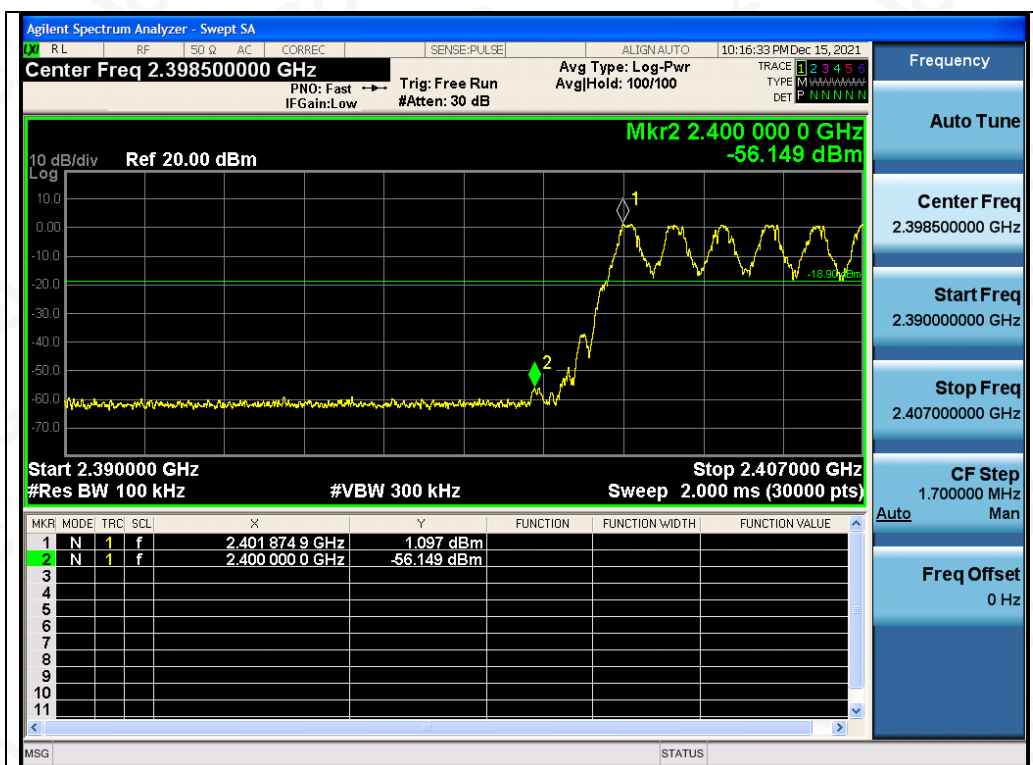 Agilent Spectrum Analyzer - Swept SA
LXI RL RF 50 Ω AC CORREC SENSE:PULSE ALIGN AUTO 10:16:33 PM Dec 15, 2021
Center Freq 2.398500000 GHz
PNO: Fast
IFGain:Low
Trig: Free Run
#Atten: 30 dB
Avg Type: Log-Pwr
Avg|Hold: 100/100
TRACE 1 2 3 4 5 6
TYPE M W W W W W
DET P N N N N N
Mkr2 2.400 000 0 GHz
-56.149 dBm
10 dB/div Ref 20.00 dBm
Log
10.0
0.00
-10.0
-20.0
-30.0
-40.0
-50.0
-60.0
-70.0
1
2
-18.90 dBm
Start 2.390000 GHz Stop 2.407000 GHz
#Res BW 100 kHz #VBW 300 kHz Sweep 2.000 ms (30000 pts)
MKR MODE TRC SCL X Y FUNCTION FUNCTION WIDTH FUNCTION VALUE
1 N 1 f 2.401 874 9 GHz 1.097 dBm
2 N 1 f 2.400 000 0 GHz -56.149 dBm
3
4
5
6
7
8
9
10
11
MSG STATUS
Frequency
Auto Tune
Center Freq
2.398500000 GHz
Start Freq
2.390000000 GHz
Stop Freq
2.407000000 GHz
CF Step
1.700000 MHz
Auto Man
Freq Offset
0 Hz